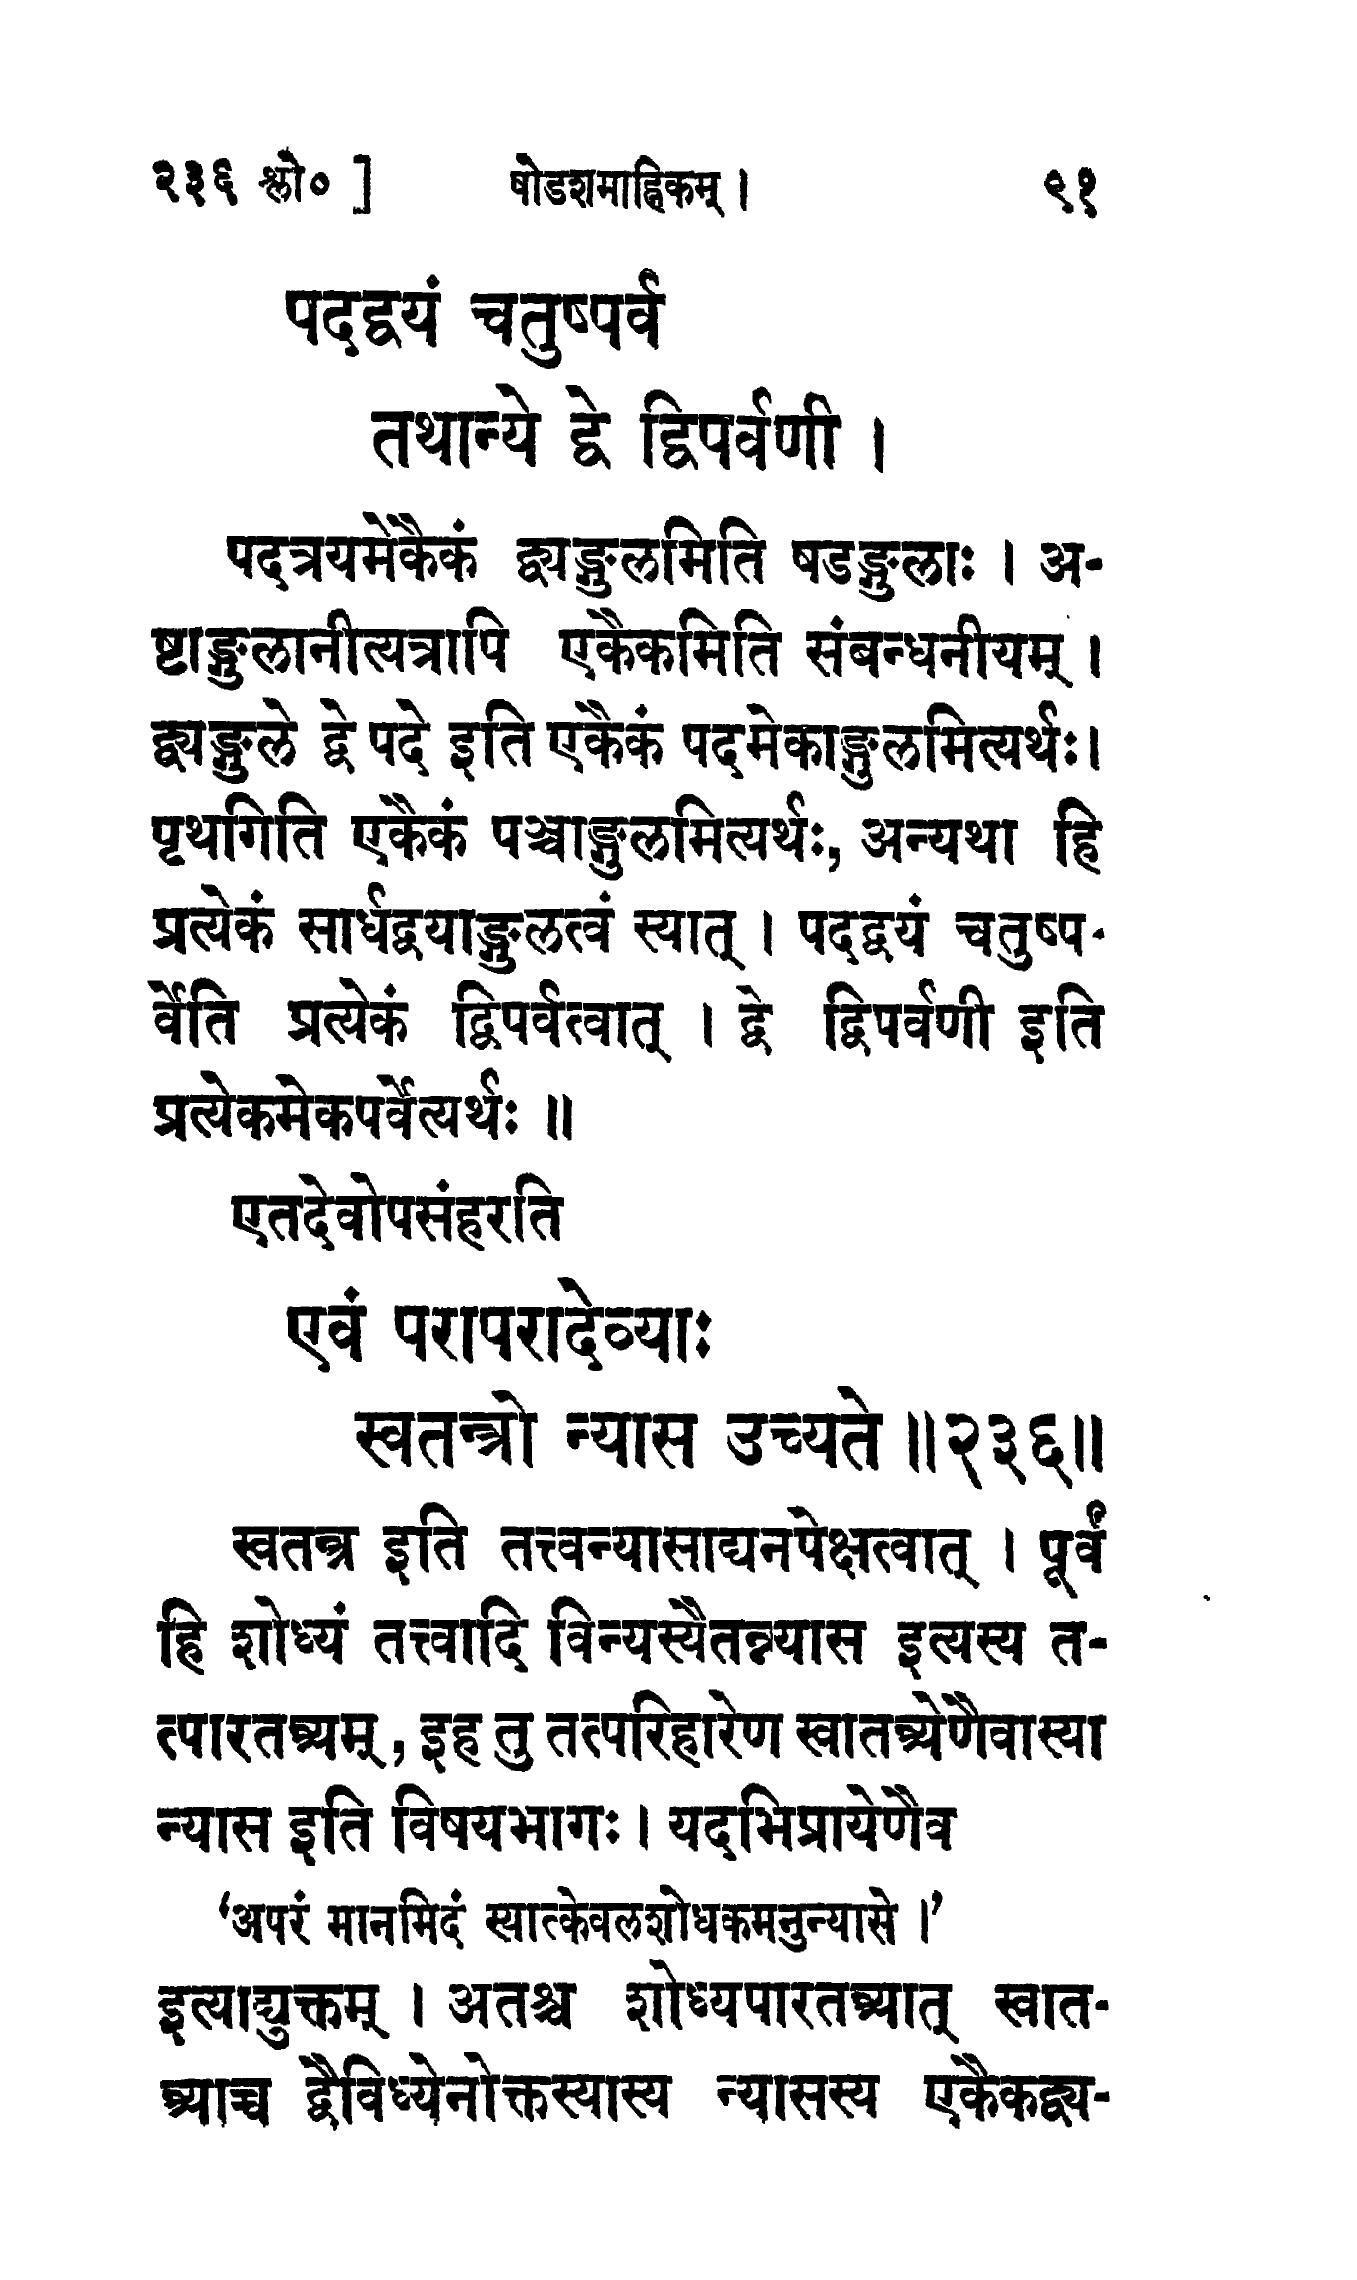 २३६ श्लो० ] षोडशमाह्निकम् । ९१
पदद्वयं चतुष्पर्व
तथान्ये द्वे द्विपर्वणी ।
पदत्रयमेकैकं द्व्यङ्गुलमिति षडङ्गुलाः । अ-
ष्टाङ्गुलानीत्यत्रापि एकैकमिति संबन्धनीयम् ।
द्व्यङ्गुले द्वे पदे इति एकैकं पदमेकाङ्गुलमित्यर्थः।
पृथगिति एकैकं पञ्चाङ्गुलमित्यर्थः, अन्यथा हि
प्रत्येकं सार्धद्वयाङ्गुलत्वं स्यात् । पदद्वयं चतुष्प-
र्वेति प्रत्येकं द्विपर्वत्वात् । द्वे द्विपर्वणी इति
प्रत्येकमेकपर्वेत्यर्थः ॥
एतदेवोपसंहरति
एवं परापरादेव्याः
स्वतन्त्रो न्यास उच्यते ॥२३६॥
स्वतन्त्र इति तत्त्वन्यासाद्यनपेक्षत्वात् । पूर्वं
हि शोध्यं तत्त्वादि विन्यस्यैतन्न्यास इत्यस्य त-
त्पारतन्त्र्यम्, इह तु तत्परिहारेण स्वातन्त्र्येणैवास्या
न्यास इति विषयभागः। यदभिप्रायेणैव
‘अपरं मानमिदं स्यात्केवलशोधकमनुन्यासे ।’
इत्याद्युक्तम् । अतश्च शोध्यपारतन्त्र्यात् स्वात-
न्त्र्याच्च द्वैविध्येनोक्तस्यास्य न्यासस्य एकैकद्व्य-